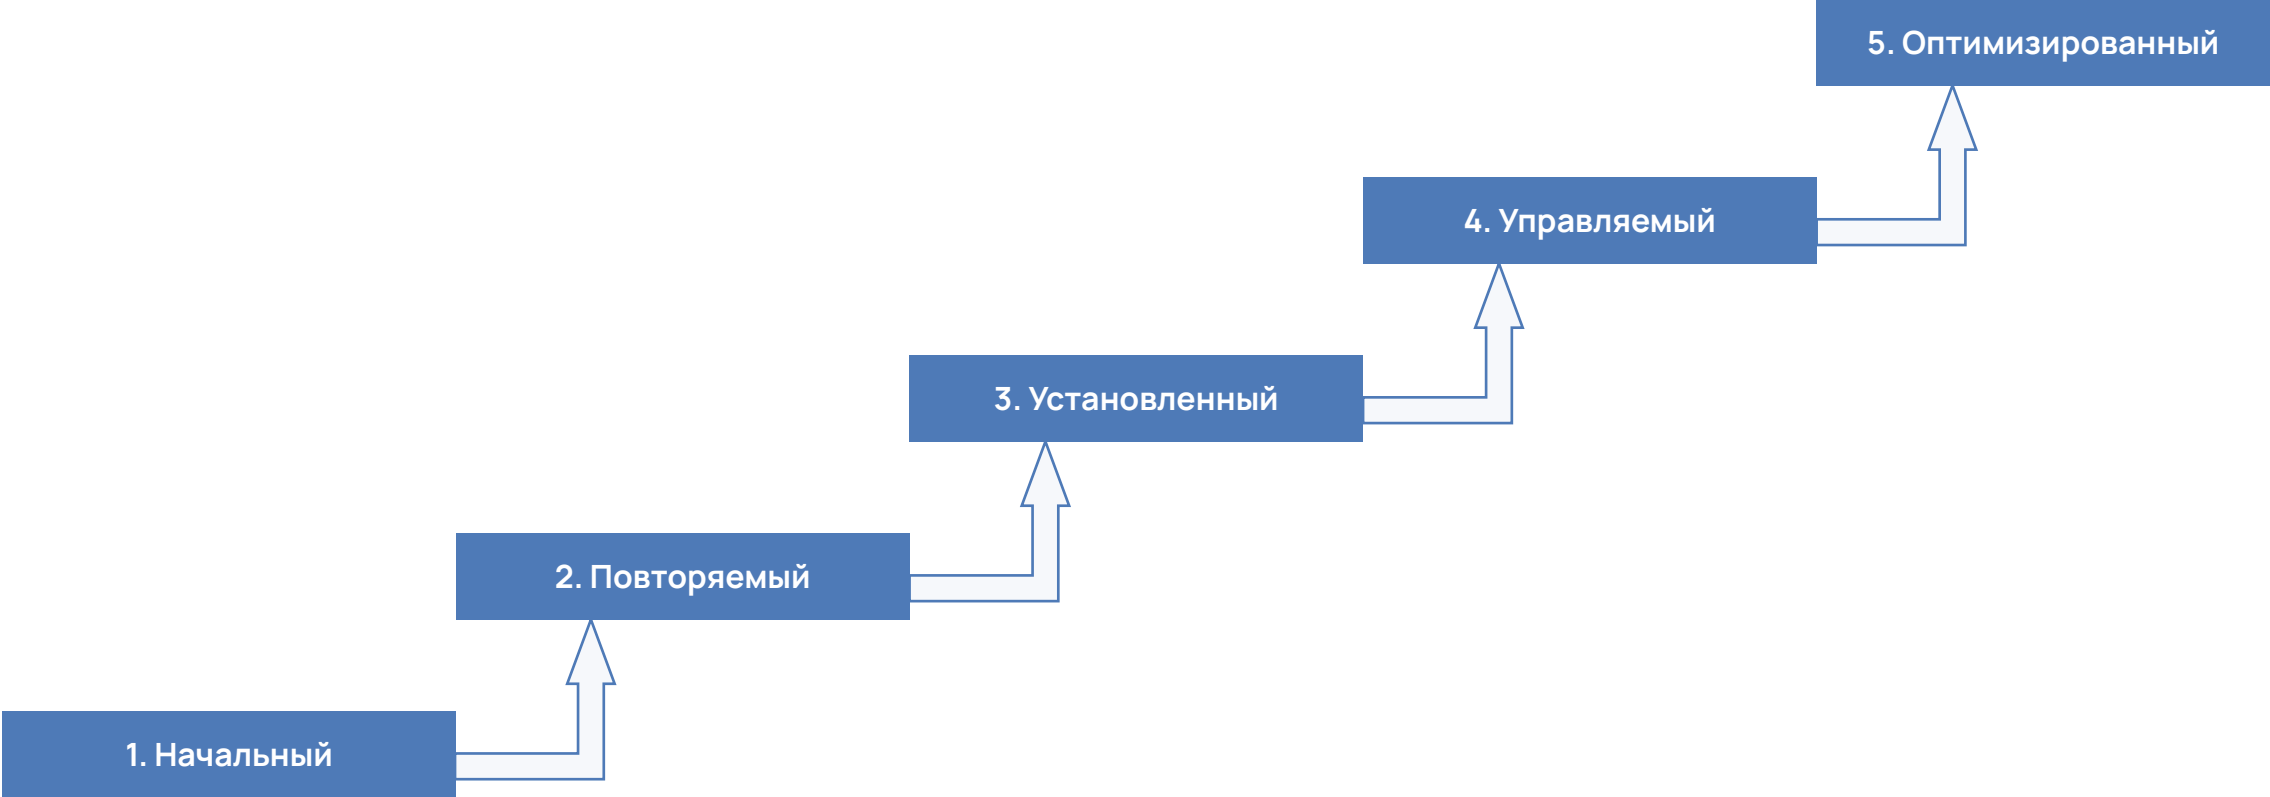 5. Оптимизированный
4. Управляемый
3. Установленный
2. Повторяемый
1. Начальный